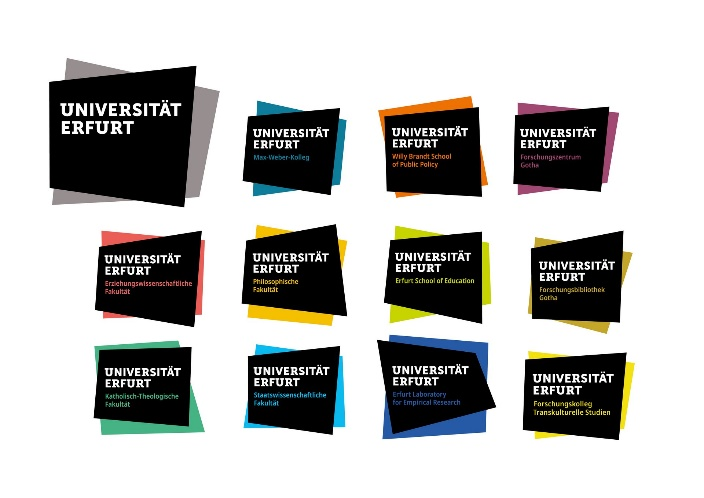 UNIVERSITÄT
ERFURT
UNIVERSITÄT
ERFURT
Max-Weber-Kolleg
UNIVERSITÄT
ERFURT
Willy Brandt School
of Public Policy
UNIVERSITÄT
ERFURT
Forschungszentrum
Gotha
UNIVERSITÄT
ERFURT
Erziehungswissenschaftliche
Fakultät
UNIVERSITÄT
ERFURT
Philosophische
Fakultät
UNIVERSITÄT
ERFURT
Erfurt School of Education
UNIVERSITÄT
ERFURT
Forschungsbibliothek
Gotha
UNIVERSITÄT
ERFURT
Katholisch-Theologische
Fakultät
UNIVERSITÄT
ERFURT
Staatswissenschaftliche
Fakultät
UNIVERSITÄT
ERFURT
Erfurt Laboratory
for Empirical Research
UNIVERSITÄT
ERFURT
Forschungskolleg
Transkulturelle Studien